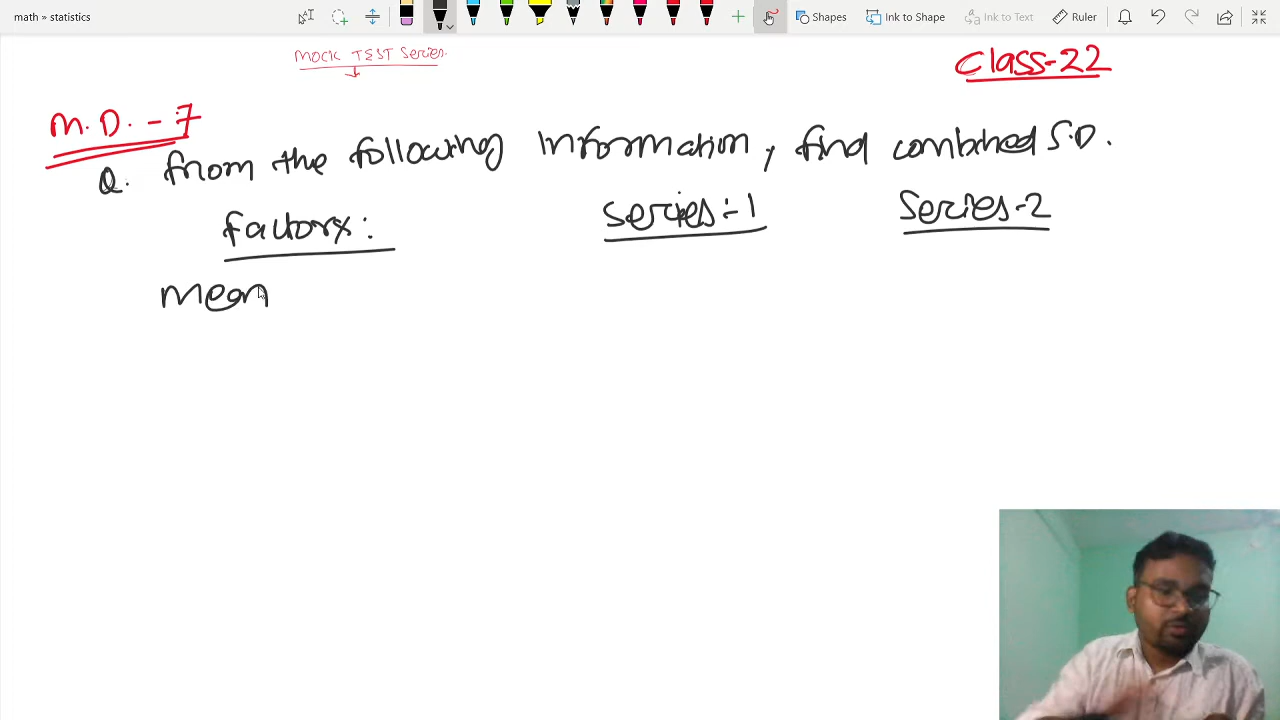 math » statistics
Shapes Ink to Shape Ink to Text Ruler
MOCK TEST Series
Class-22
M.D. - 7
Q. from the following information, find combined S.D.
factors: series:-1 Series-2
mean